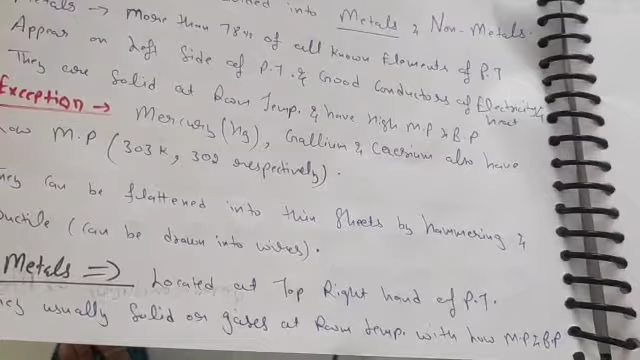 into Metals & Non-Metals.
→ More than 78% of all known Elements of P.T
Appear on Left Side of P.T. & Good Conductors of Electricity & heat
They are Solid at Room Temp. & have High M.P & B.P
Exception → Mercury (Hg), Gallium & Caesium also have
Low M.P (303 K, 302 respectively).
They can be flattened into thin Sheets by hammering &
(Can be drawn into wires).
Metals ⇒ Located at Top Right hand of P.T.
usually Solid or gases at Room temp. with low M.P & B.P